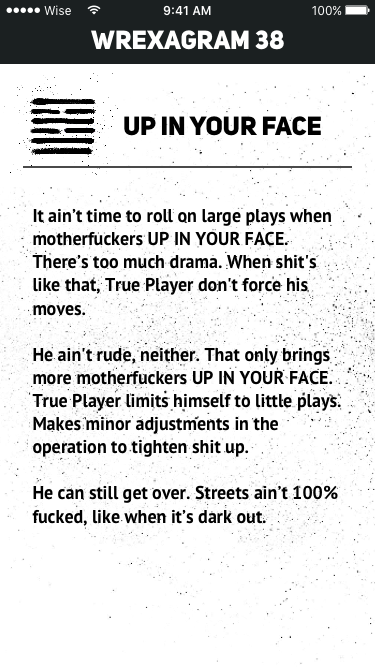 ●●●●● Wise 9:41 AM 100%
WREXAGRAM 38
UP IN YOUR FACE
It ain't time to roll on large plays when
motherfuckers UP IN YOUR FACE.
There's too much drama. When shit's
like that, True Player don't force his
moves.
He ain't rude, neither. That only brings
more motherfuckers UP IN YOUR FACE.
True Player limits himself to little plays.
Makes minor adjustments in the
operation to tighten shit up.
He can still get over. Streets ain't 100%
fucked, like when it's dark out.